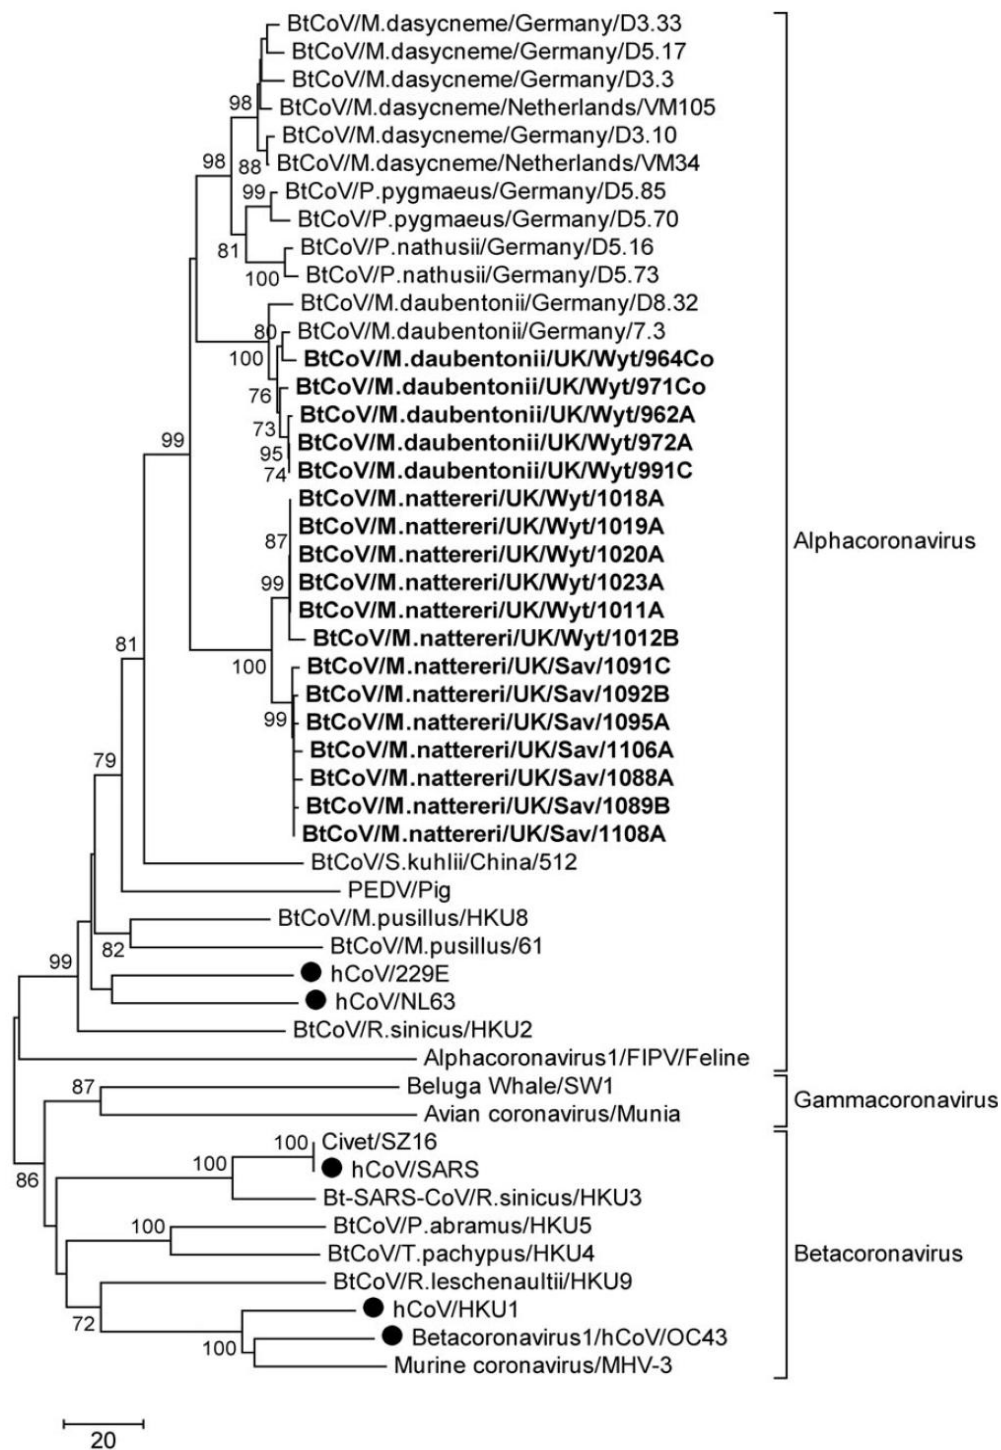 BtCoV/M.dasycneme/Germany/D3.33
BtCoV/M.dasycneme/Germany/D5.17
BtCoV/M.dasycneme/Germany/D3.3
98
BtCoV/M.dasycneme/Netherlands/VM105
BtCoV/M.dasycneme/Germany/D3.10
98
88
BtCoV/M.dasycneme/Netherlands/VM34
99
BtCoV/P.pygmaeus/Germany/D5.85
BtCoV/P.pygmaeus/Germany/D5.70
81
BtCoV/P.nathusii/Germany/D5.16
100
BtCoV/P.nathusii/Germany/D5.73
BtCoV/M.daubentonii/Germany/D8.32
80
BtCoV/M.daubentonii/Germany/7.3
100
BtCoV/M.daubentonii/UK/Wyt/964Co
76
BtCoV/M.daubentonii/UK/Wyt/971Co
BtCoV/M.daubentonii/UK/Wyt/962A
73
99
BtCoV/M.daubentonii/UK/Wyt/972A
95
74
BtCoV/M.daubentonii/UK/Wyt/991C
BtCoV/M.nattereri/UK/Wyt/1018A
BtCoV/M.nattereri/UK/Wyt/1019A
87
Alphacoronavirus
BtCoV/M.nattereri/UK/Wyt/1020A
99
BtCoV/M.nattereri/UK/Wyt/1023A
BtCoV/M.nattereri/UK/Wyt/1011A
81
BtCoV/M.nattereri/UK/Wyt/1012B
100
BtCoV/M.nattereri/UK/Sav/1091C
BtCoV/M.nattereri/UK/Sav/1092B
99
BtCoV/M.nattereri/UK/Sav/1095A
79
BtCoV/M.nattereri/UK/Sav/1106A
BtCoV/M.nattereri/UK/Sav/1088A
BtCoV/M.nattereri/UK/Sav/1089B
BtCoV/M.nattereri/UK/Sav/1108A
BtCoV/S.kuhlii/China/512
PEDV/Pig
BtCoV/M.pusillus/HKU8
82
BtCoV/M.pusillus/61
99
hCoV/229E
hCoV/NL63
BtCoV/R.sinicus/HKU2
Alphacoronavirus1/FIPV/Feline
87
Beluga Whale/SW1
Gammacoronavirus
Avian coronavirus/Munia
100
Civet/SZ16
86
100
hCoV/SARS
Bt-SARS-CoV/R.sinicus/HKU3
100
BtCoV/P.abramus/HKU5
BtCoV/T.pachypus/HKU4
Betacoronavirus
BtCoV/R.leschenaultii/HKU9
72
hCoV/HKU1
100
Betacoronavirus1/hCoV/OC43
Murine coronavirus/MHV-3
20